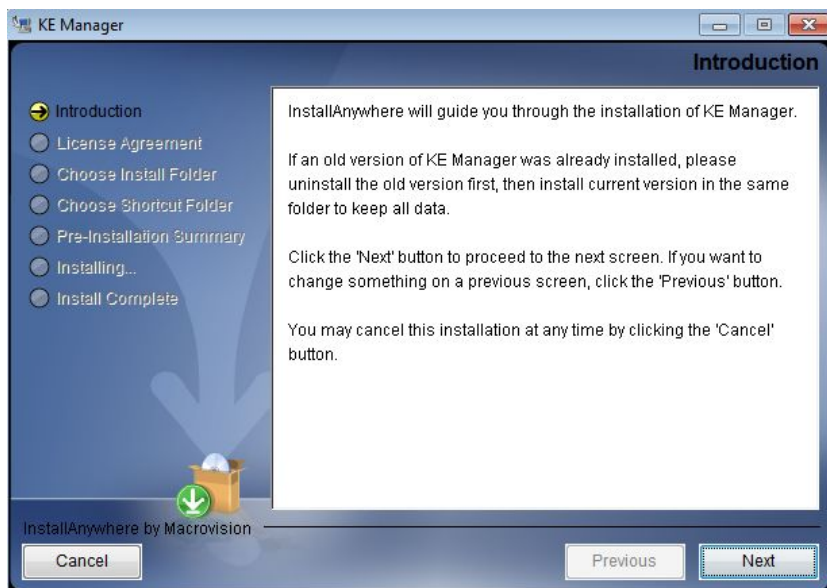 KE Manager
Introduction
Introduction
License Agreement
Choose Install Folder
Choose Shortcut Folder
Pre-Installation Summary
Installing...
Install Complete
InstallAnywhere will guide you through the installation of KE Manager.
If an old version of KE Manager was already installed, please
uninstall the old version first, then install current version in the same
folder to keep all data.
Click the 'Next' button to proceed to the next screen. If you want to
change something on a previous screen, click the 'Previous' button.
You may cancel this installation at any time by clicking the 'Cancel'
button.
InstallAnywhere by Macrovision
Cancel
Previous
Next